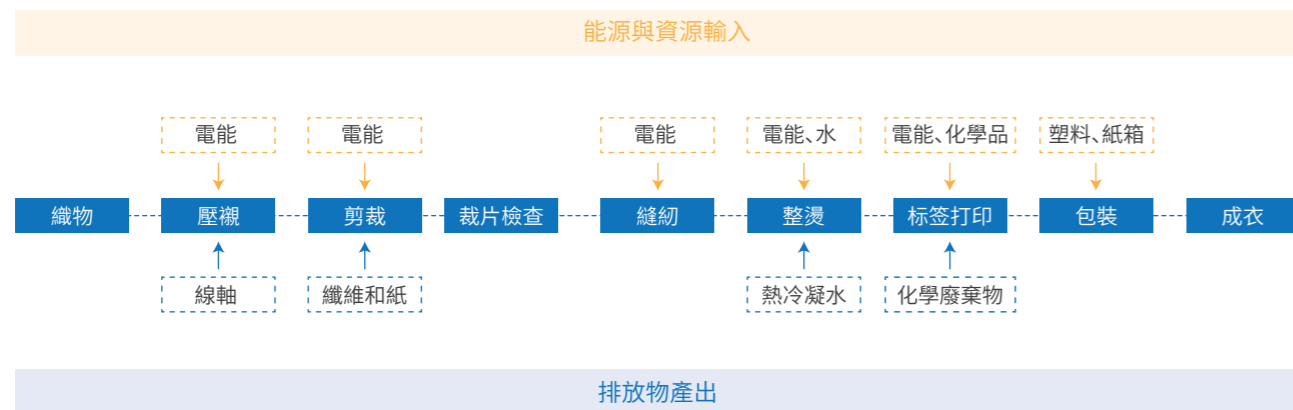 能源與資源輸入
電能
電能
電能
電能、水
電能、化學品
塑料、紙箱
織物
壓襯
剪裁
裁片檢查
縫紉
整燙
标签打印
包裝
成衣
線軸
纖維和紙
熱冷凝水
化學廢棄物
排放物產出